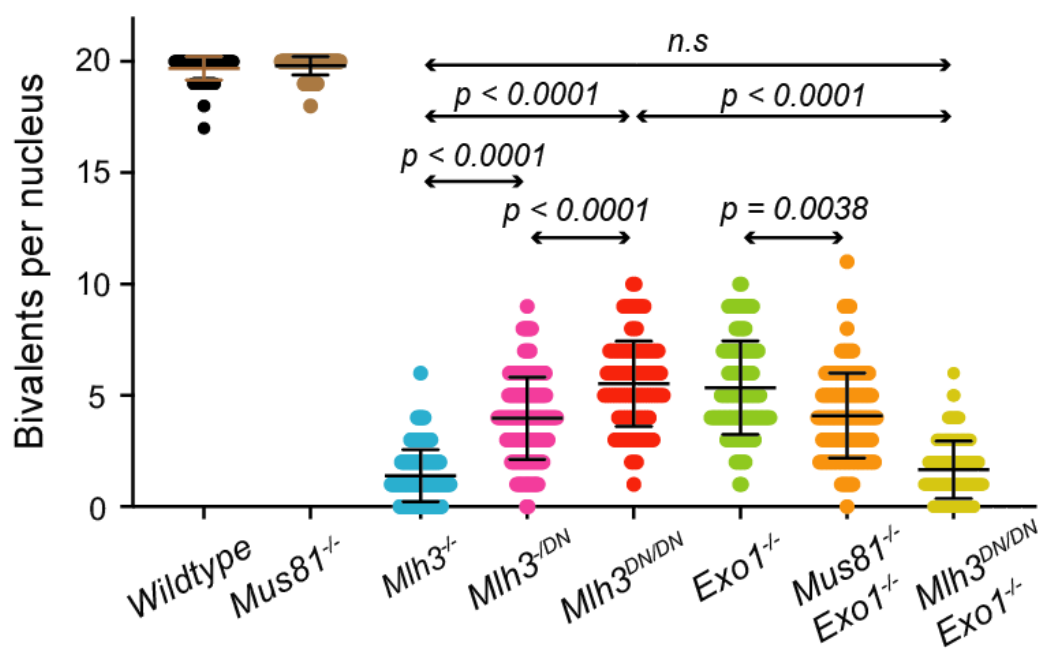 Bivalents per nucleus
20
15
10
5
0
n.s
p < 0.0001
p < 0.0001
p < 0.0001
p < 0.0001
p = 0.0038
Wildtype
Mus81-/-
Mlh3-/-
Mlh3-/DN
Mlh3DN/DN
Exo1-/-
Mus81-/-
Exo1-/-
Mlh3DN/DN
Exo1-/-